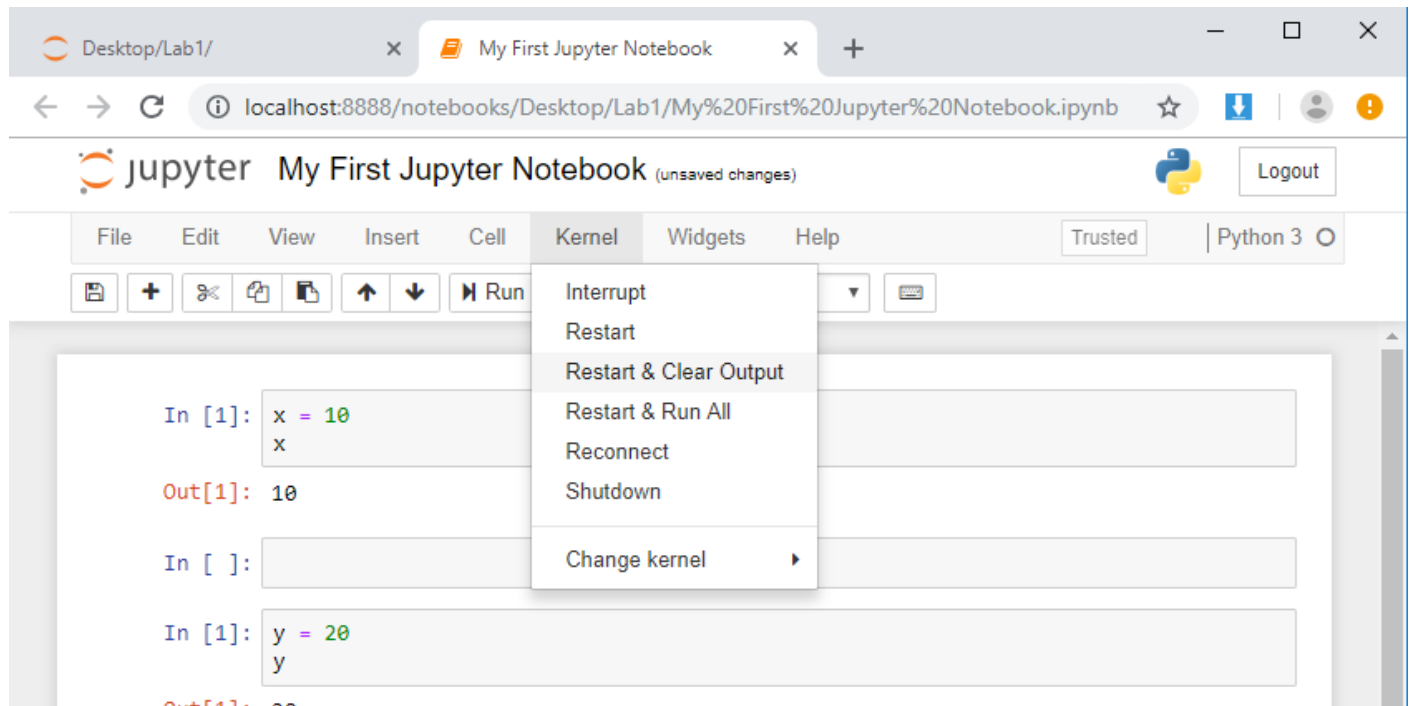 Desktop/Lab1/ My First Jupyter Notebook
localhost:8888/notebooks/Desktop/Lab1/My%20First%20Jupyter%20Notebook.ipynb
jupyter My First Jupyter Notebook (unsaved changes) Logout
File Edit View Insert Cell Kernel Widgets Help Trusted Python 3
Run
Interrupt
Restart
Restart & Clear Output
Restart & Run All
Reconnect
Shutdown
Change kernel
In [1]: x = 10
x
Out[1]: 10
In [ ]:
In [1]: y = 20
y
Out[1]: 20